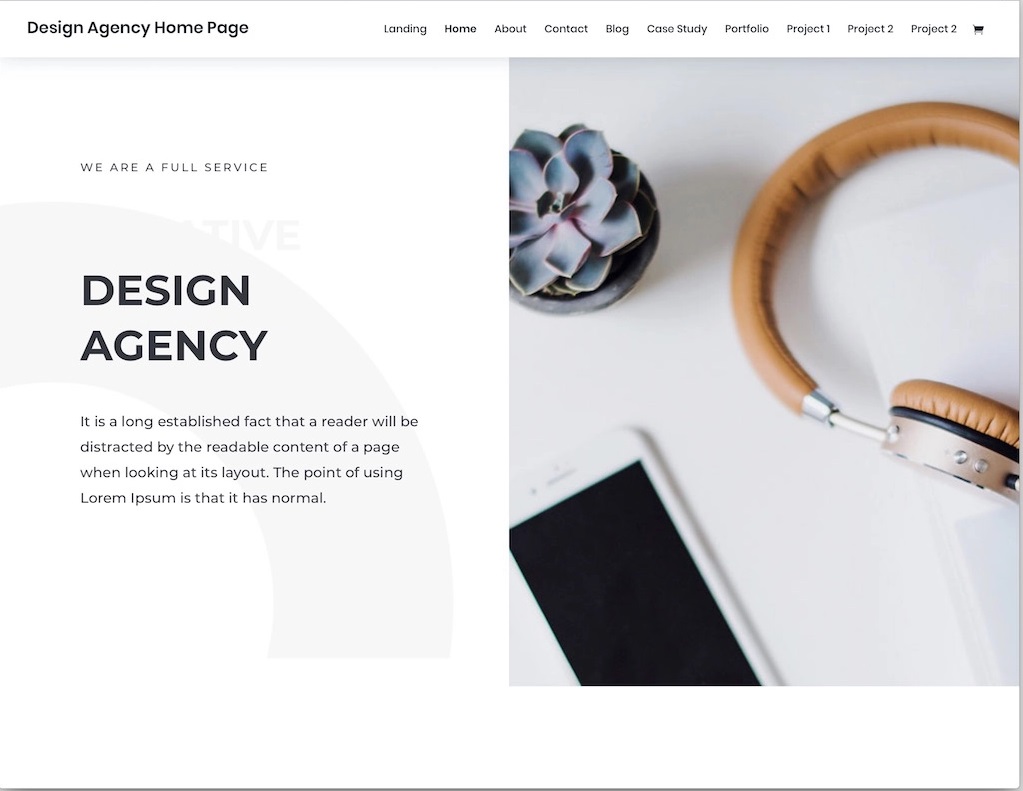 Design Agency Home Page
Landing Home About Contact Blog Case Study Portfolio Project 1 Project 2 Project 2
WE ARE A FULL SERVICE
DESIGN
AGENCY
It is a long established fact that a reader will be
distracted by the readable content of a page
when looking at its layout. The point of using
Lorem Ipsum is that it has normal.